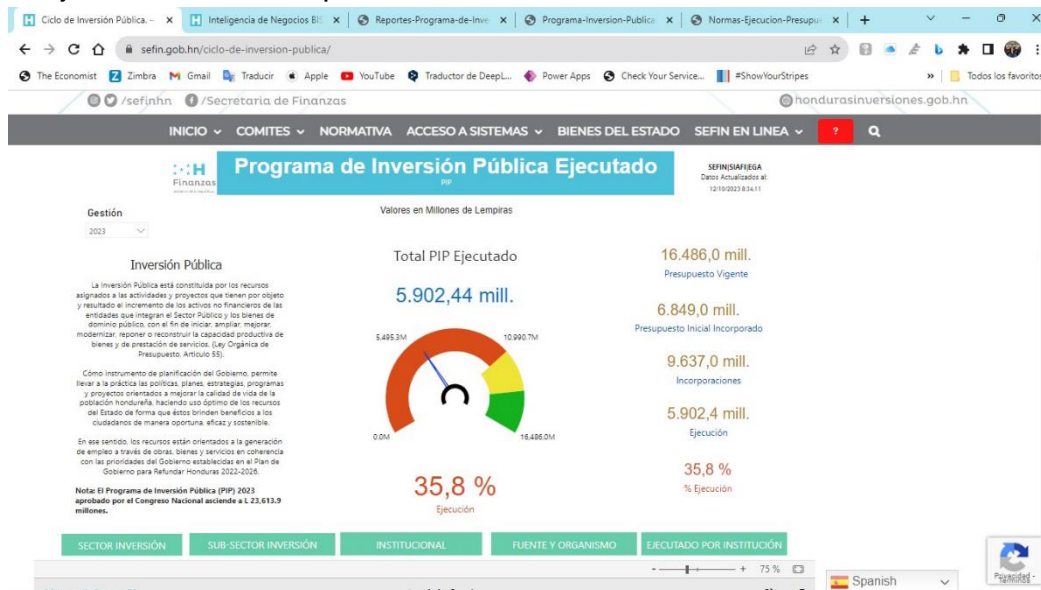 Ciclo de Inversión Pública. –
Inteligencia de Negocios BIS
Reportes-Programa-de-Inve
Programa-Inversion-Publica
Normas-Ejecucion-Presupu
sefin.gob.hn/ciclo-de-inversion-publica/
The Economist Zimbra Gmail Traducir Apple YouTube Traductor de DeepL... Power Apps Check Your Service... #ShowYourStripes » Todos los favoritos
/sefinhn /Secretaria de Finanzas hondurasinversiones.gob.hn
INICIO COMITES NORMATIVA ACCESO A SISTEMAS BIENES DEL ESTADO SEFIN EN LINEA ?
H
Finanzas
Programa de Inversión Pública Ejecutado
PIP
SEFIN|SIAFI|EGA
Datos Actualizados al:
12/10/2023 8:34:11
Gestión
2023
Valores en Millones de Lempiras
Inversión Pública
La Inversión Pública está constituida por los recursos
asignados a las actividades y proyectos que tienen por objeto
y resultado el incremento de los activos no financieros de las
entidades que integran el Sector Público y los bienes de
dominio público, con el fin de iniciar, ampliar, mejorar,
modernizar, reponer o reconstruir la capacidad productiva de
bienes y de prestación de servicios. (Ley Orgánica de
Presupuesto, Articulo 55).
Cómo instrumento de planificación del Gobierno, permite
llevar a la práctica las políticas, planes, estrategias, programas
y proyectos orientados a mejorar la calidad de vida de la
población hondureña, haciendo uso óptimo de los recursos
del Estado de forma que éstos brinden beneficios a los
ciudadanos de manera oportuna, eficaz y sostenible.
En ese sentido, los recursos están orientados a la generación
de empleo a través de obras, bienes y servicios en coherencia
con las prioridades del Gobierno establecidas en el Plan de
Gobierno para Refundar Honduras 2022-2026.
Nota: El Programa de Inversión Pública (PIP) 2023
aprobado por el Congreso Nacional asciende a L 23,613.9
millones.
Total PIP Ejecutado
5.902,44 mill.
5,495.3M
10,990.7M
0.0M
16,486.0M
35,8 %
Ejecución
16.486,0 mill.
Presupuesto Vigente
6.849,0 mill.
Presupuesto Inicial Incorporado
9.637,0 mill.
Incorporaciones
5.902,4 mill.
Ejecución
35,8 %
% Ejecución
SECTOR INVERSIÓN SUB-SECTOR INVERSIÓN INSTITUCIONAL FUENTE Y ORGANISMO EJECUTADO POR INSTITUCIÓN
- + 75 %
Spanish
Privacidad -
Términos